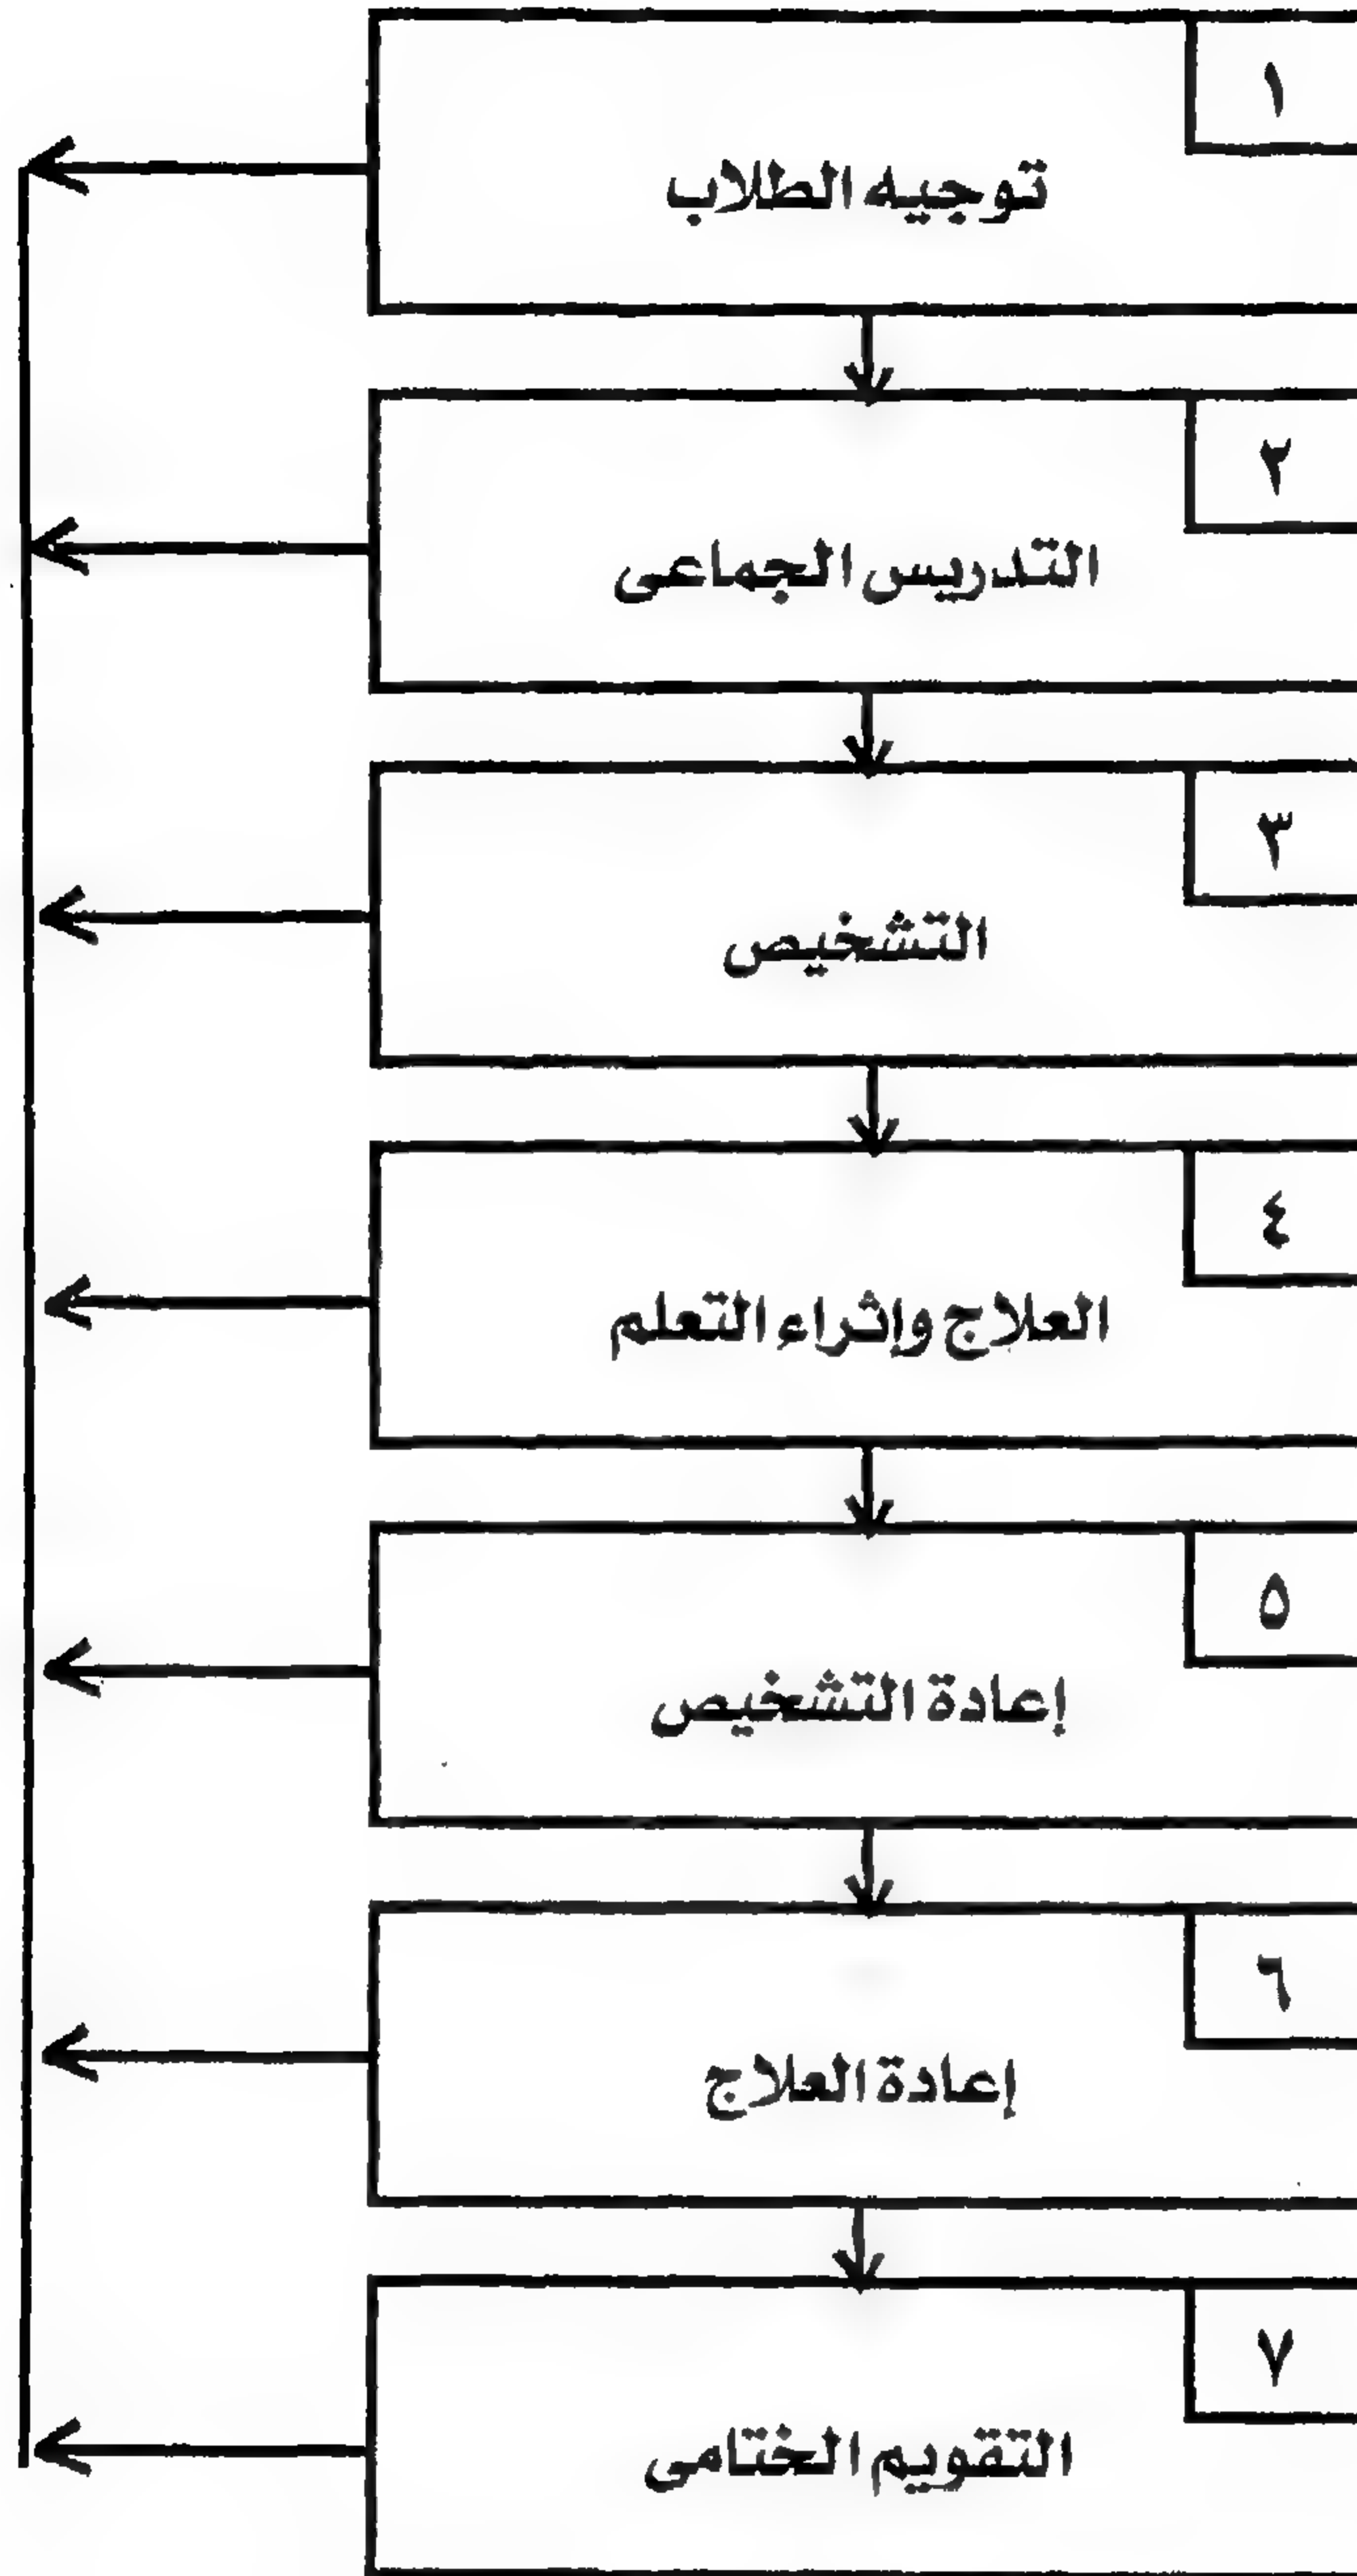 ١
توجيه الطلاب
٢
التدريس الجماعى
٣
التشخيص
٤
العلاج وإثراء التعلم
٥
إعادة التشخيص
٦
إعادة العلاج
٧
التقويم الختامى